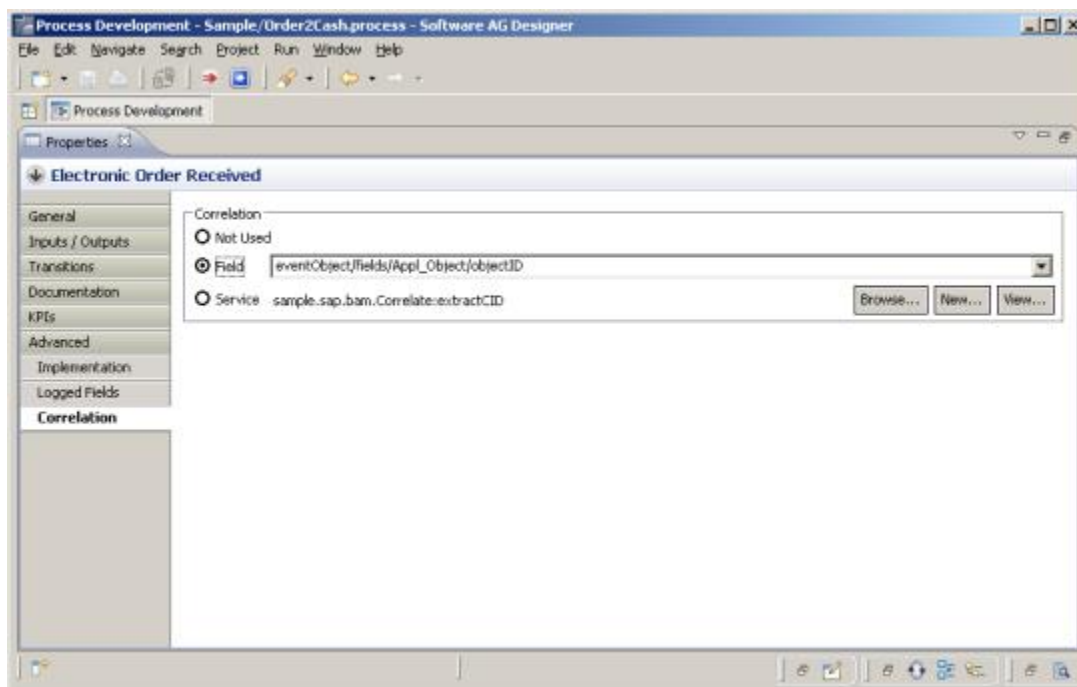 Process Development - Sample/Order2Cash.process - Software AG Designer
File Edit Navigate Search Project Run Window Help
Process Development
Properties
Electronic Order Received
General
Inputs / Outputs
Transitions
Documentation
KPIs
Advanced
Implementation
Logged Fields
Correlation
Correlation
Not Used
Field eventObject/fields/Appl_Object/objectID
Service sample.sap.bam.Correlate:extractCID Browse... New... View...